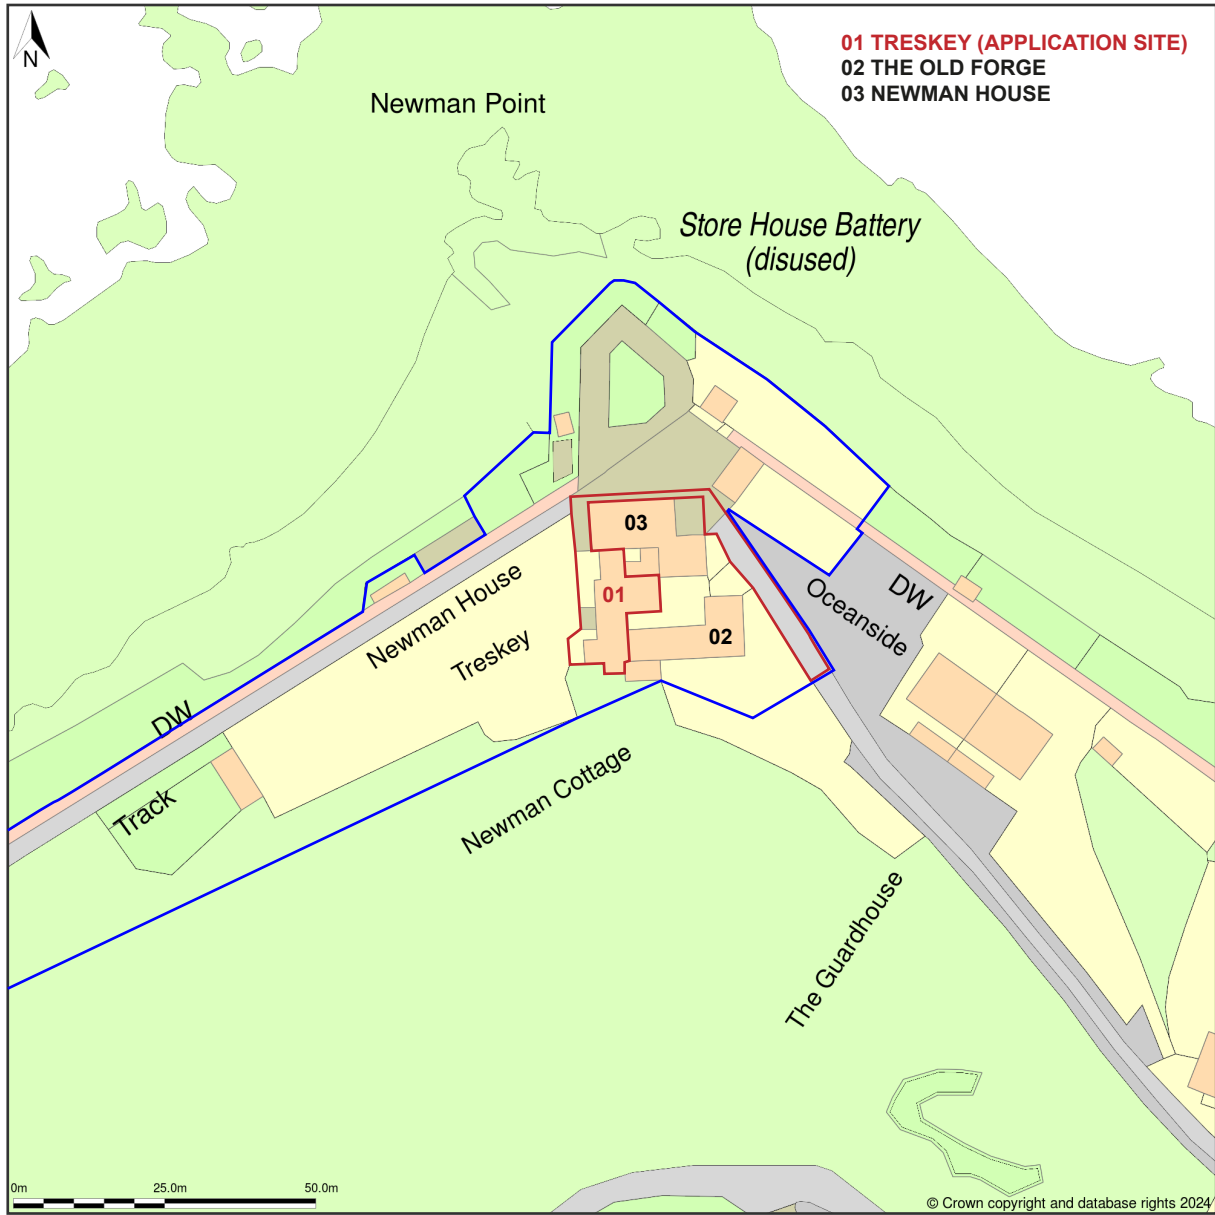 N
01 TRESKEY (APPLICATION SITE)
02 THE OLD FORGE
03 NEWMAN HOUSE
Newman Point
Store House Battery
(disused)
03
01
02
Newman House
Treskey
DW
Oceanside
DW
Track
Newman Cottage
The Guardhouse
0m
25.0m
50.0m
© Crown copyright and database rights 2024